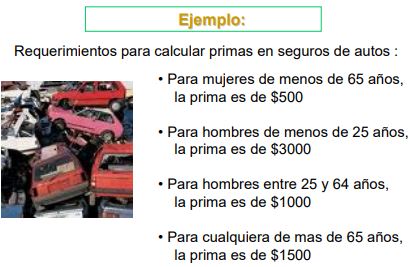 Ejemplo:
Requerimientos para calcular primas en seguros de autos :
• Para mujeres de menos de 65 años,
la prima es de $500
• Para hombres de menos de 25 años,
la prima es de $3000
• Para hombres entre 25 y 64 años,
la prima es de $1000
• Para cualquiera de mas de 65 años,
la prima es de $1500